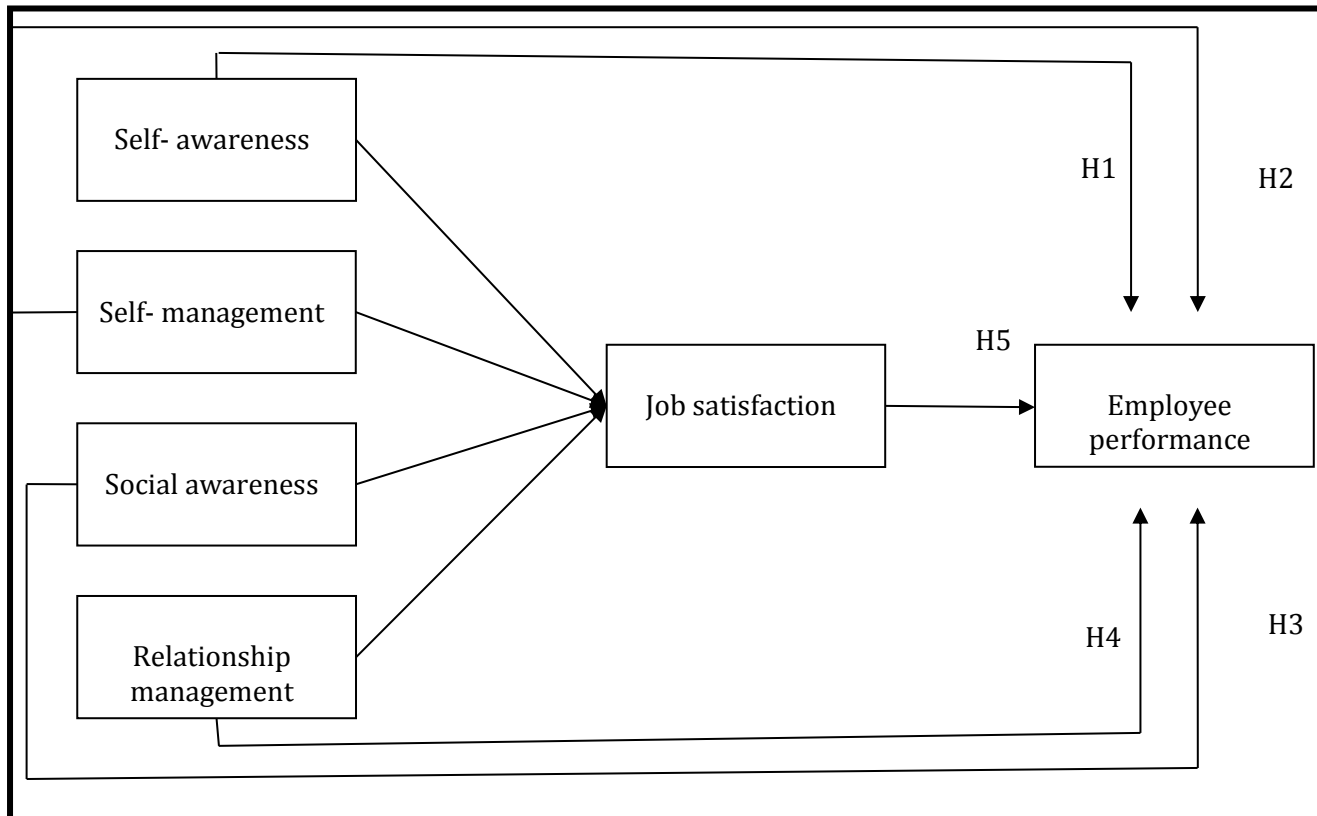 Self- awareness
H1
H2
Self- management
H5
Job satisfaction
Employee
performance
Social awareness
H4
H3
Relationship
management